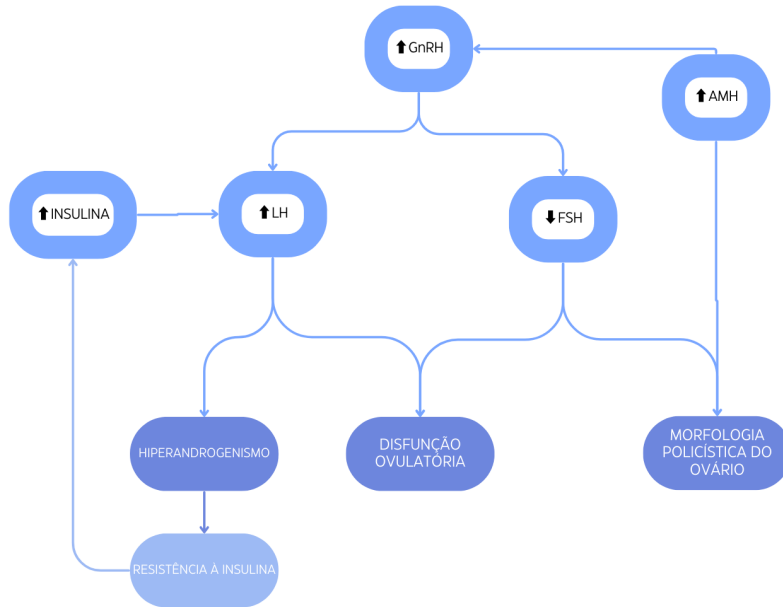 ⬆GnRH
⬆AMH
⬆INSULINA
⬆LH
⬇FSH
HIPERANDROGENISMO
DISFUNÇÃO
OVULATÓRIA
MORFOLOGIA
POLICÍSTICA DO
OVÁRIO
RESISTÊNCIA À INSULINA